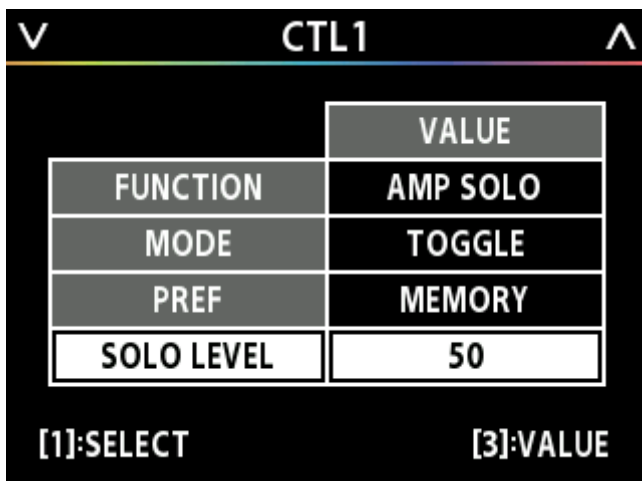 CTL1
VALUE
FUNCTION AMP SOLO
MODE TOGGLE
PREF MEMORY
SOLO LEVEL 50
[1]:SELECT [3]:VALUE